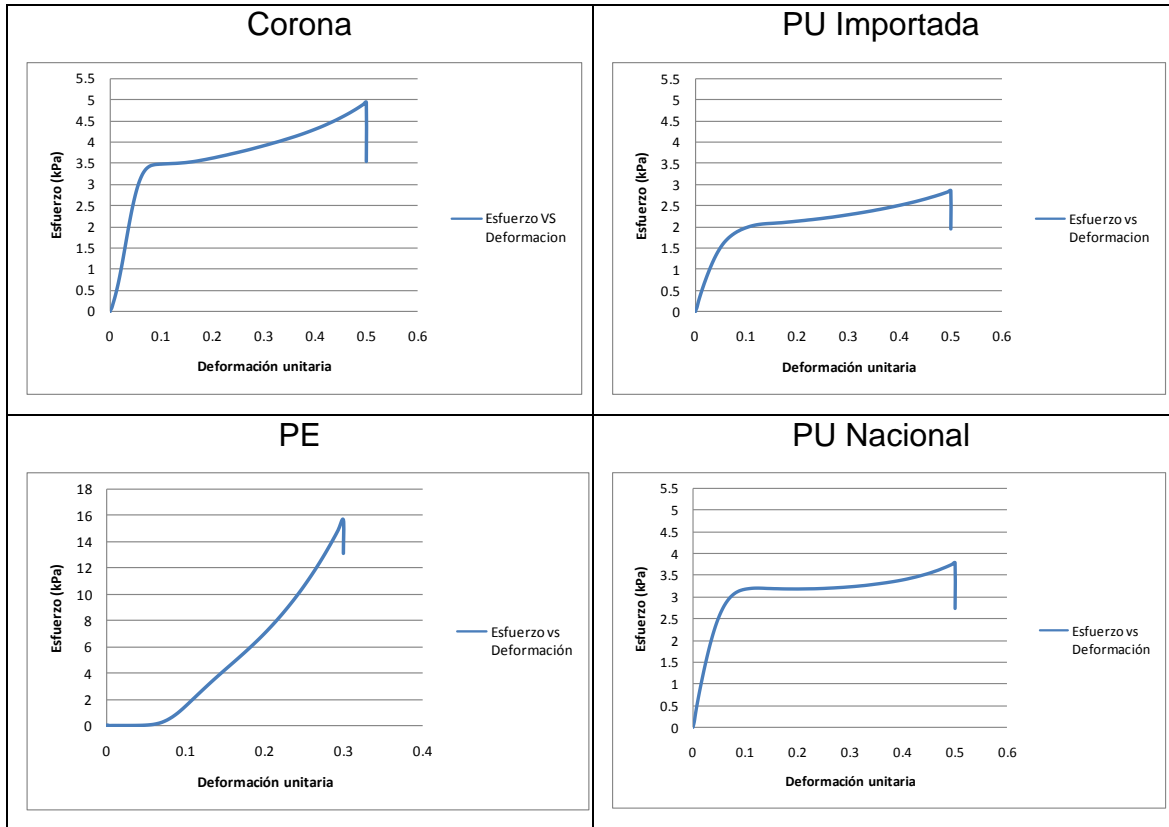 Corona
5.5
5
4.5
4
3.5
3
2.5
2
1.5
1
0.5
0
Esfuerzo (kPa)
0 0.1 0.2 0.3 0.4 0.5 0.6
Deformación unitaria
Esfuerzo VS
Deformacion
PU Importada
5.5
5
4.5
4
3.5
3
2.5
2
1.5
1
0.5
0
Esfuerzo (kPa)
0 0.1 0.2 0.3 0.4 0.5 0.6
Deformación unitaria
Esfuerzo vs
Deformacion
PE
18
16
14
12
10
8
6
4
2
0
Esfuerzo (kPa)
0 0.1 0.2 0.3 0.4
Deformación unitaria
Esfuerzo vs
Deformación
PU Nacional
5.5
5
4.5
4
3.5
3
2.5
2
1.5
1
0.5
0
Esfuerzo (kPa)
0 0.1 0.2 0.3 0.4 0.5 0.6
Deformación unitaria
Esfuerzo vs
Deformación